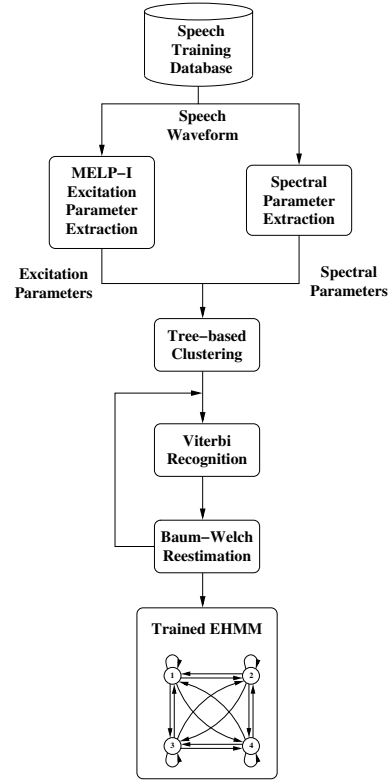 Speech
Training
Database
Speech
Waveform
MELP-I
Excitation
Parameter
Extraction
Spectral
Parameter
Extraction
Excitation
Parameters
Spectral
Parameters
Tree-based
Clustering
Viterbi
Recognition
Baum-Welch
Reestimation
Trained EHMM
1
2
3
4